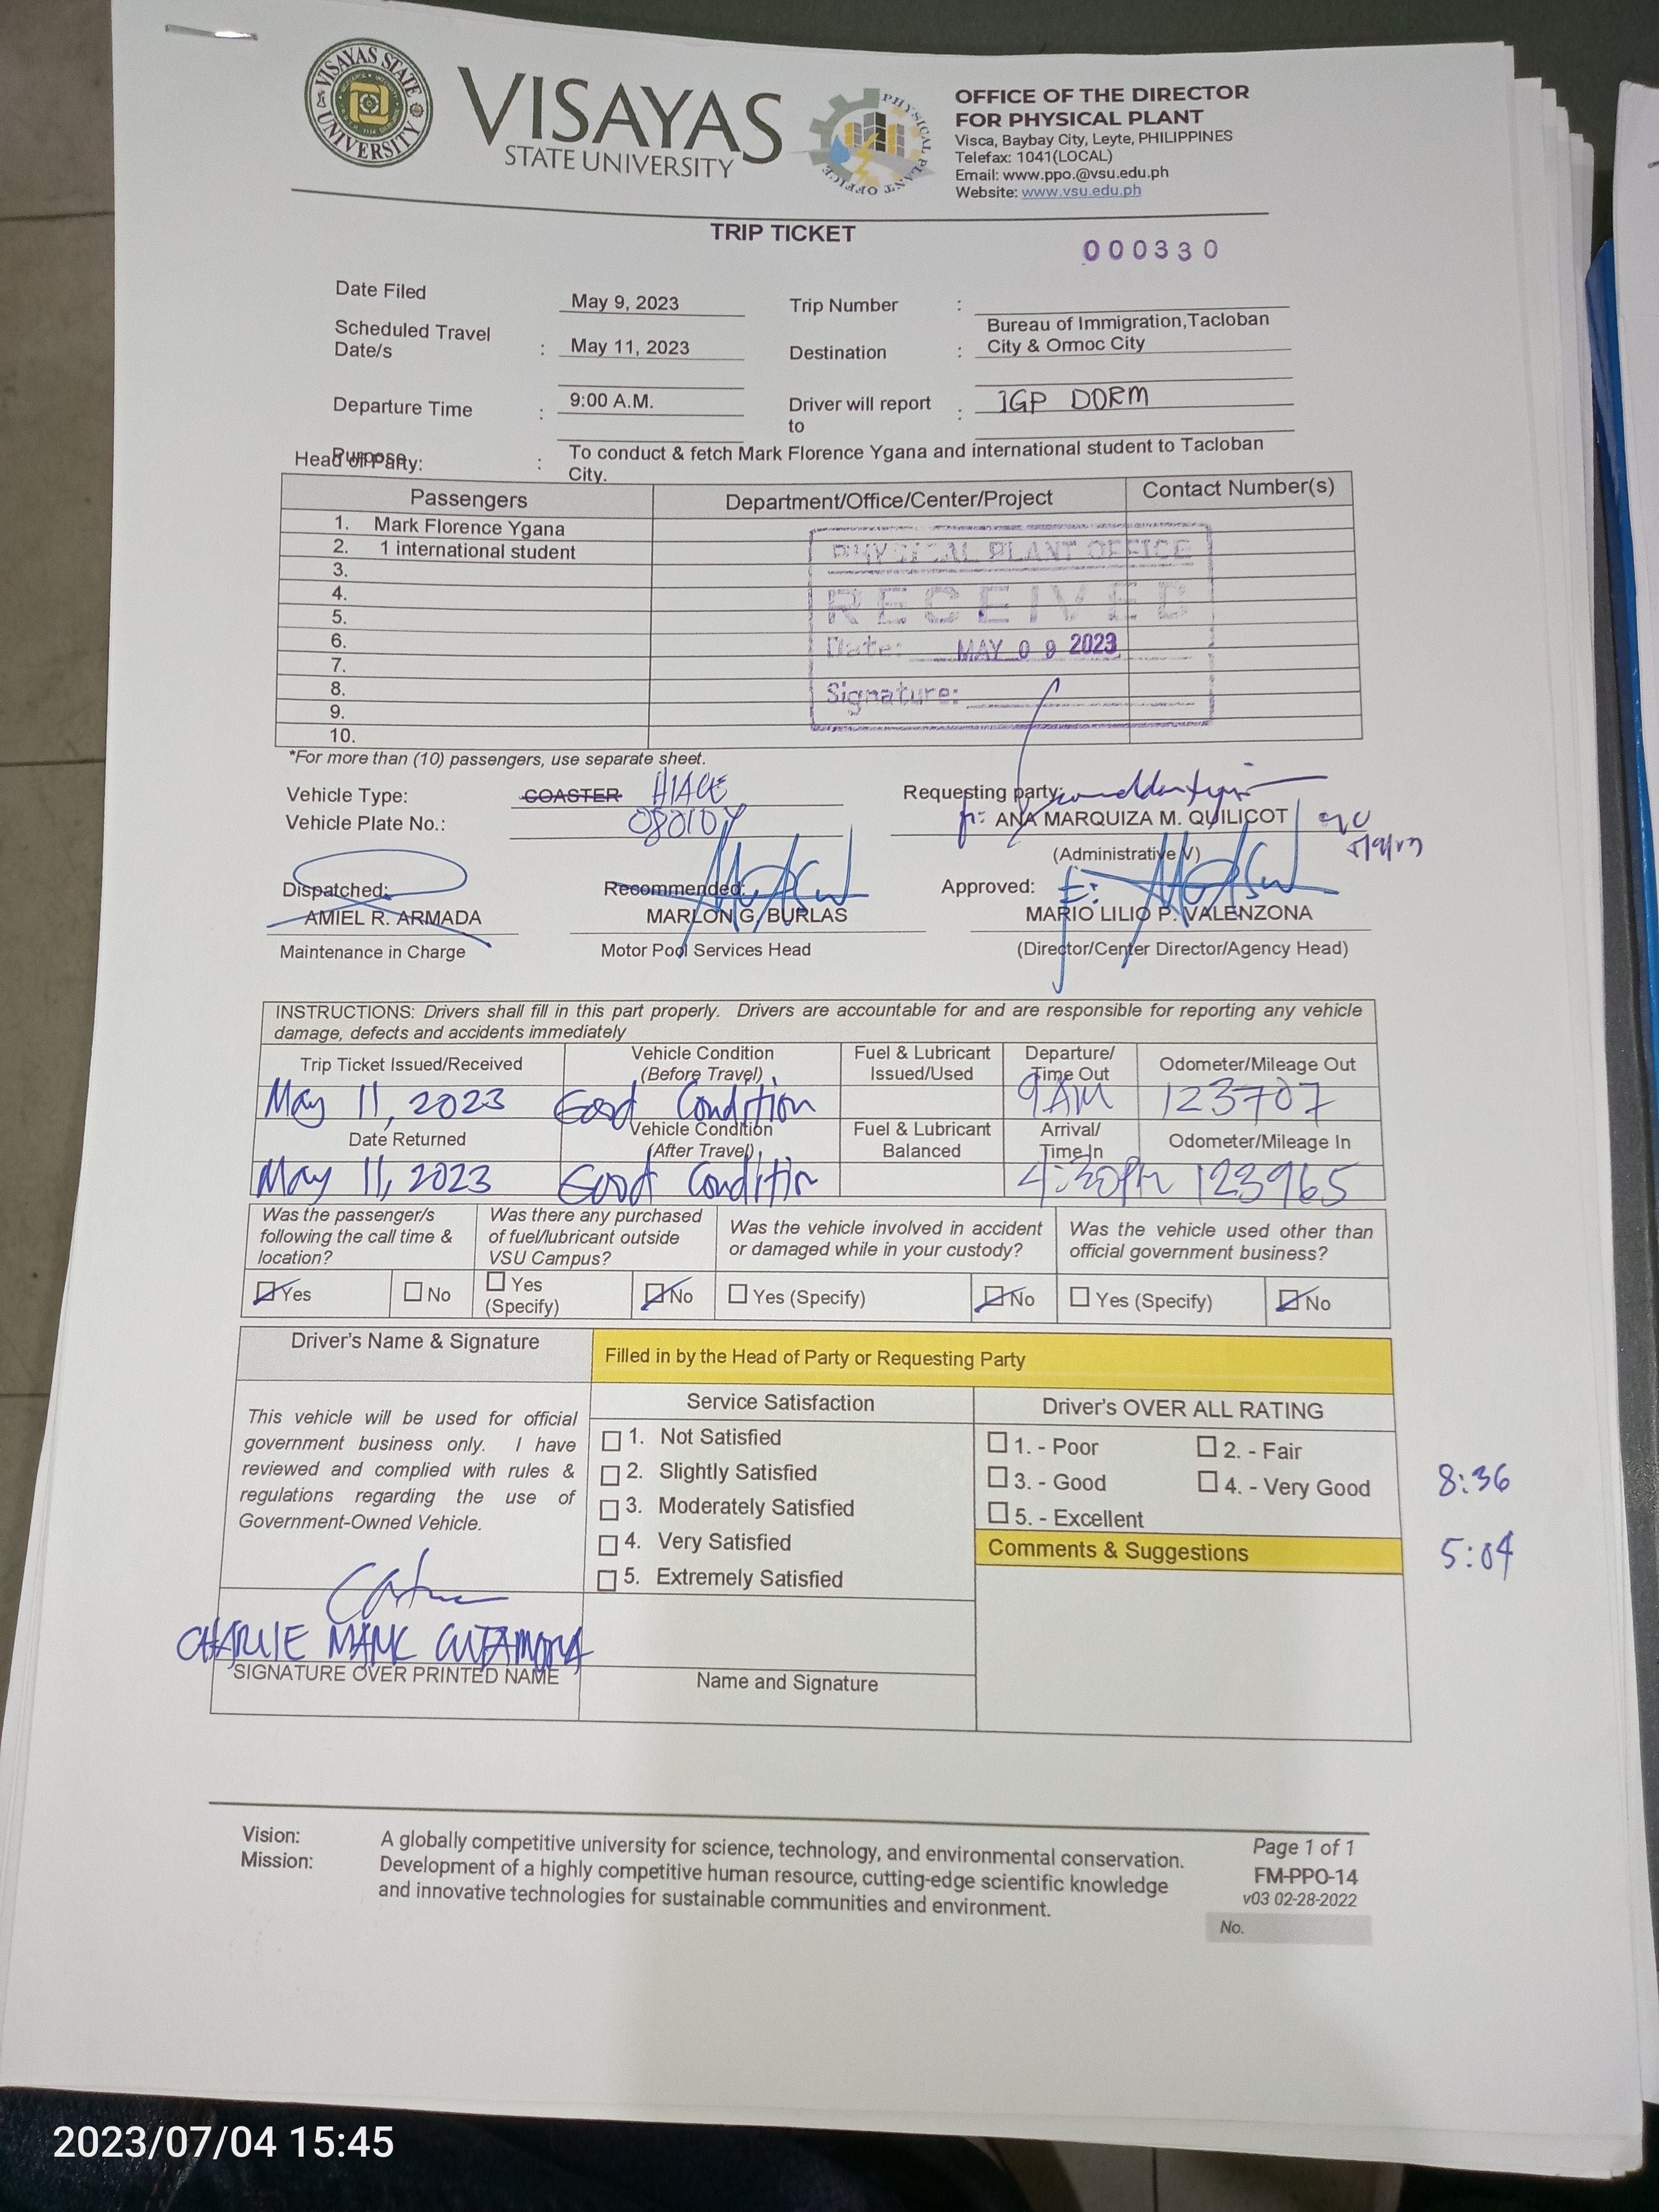 VISAYAS STATE UNIVERSITY
VISAYAS
STATE UNIVERSITY
PHYSICAL PLANT OFFICE
OFFICE OF THE DIRECTOR
FOR PHYSICAL PLANT
Visca, Baybay City, Leyte, PHILIPPINES
Telefax: 1041(LOCAL)
Email: www.ppo.@vsu.edu.ph
Website: www.vsu.edu.ph
TRIP TICKET
000330
Date Filed May 9, 2023 Trip Number :
Scheduled Travel Date/s : May 11, 2023 Destination : Bureau of Immigration,Tacloban City & Ormoc City
Departure Time : 9:00 A.M. Driver will report to : IGP DORM
Purpose : To conduct & fetch Mark Florence Ygana and international student to Tacloban
City.
Head of Party:
Passengers Department/Office/Center/Project Contact Number(s)
1. Mark Florence Ygana
2. 1 international student
3.
4.
5.
6.
7.
8.
9.
10.
PHYSICAL PLANT OFFICE
RECEIVED
Date: MAY 09 2023
Signature:
*For more than (10) passengers, use separate sheet.
Vehicle Type: COASTER HIACE
Vehicle Plate No.:
Requesting party:
ANA MARQUIZA M. QUILICOT
(Administrative V)
Dispatched: Recommended: Approved:
AMIEL R. ARMADA MARLON G. BURLAS MARIO LILIO P. VALENZONA
Maintenance in Charge Motor Pool Services Head (Director/Center Director/Agency Head)
INSTRUCTIONS: Drivers shall fill in this part properly. Drivers are accountable for and are responsible for reporting any vehicle
damage, defects and accidents immediately
Trip Ticket Issued/Received Vehicle Condition (Before Travel) Fuel & Lubricant Issued/Used Departure/ Time Out Odometer/Mileage Out
May 11, 2023 Good Condition 9AM 123707
Date Returned Vehicle Condition (After Travel) Fuel & Lubricant Balanced Arrival/ Time In Odometer/Mileage In
May 11, 2023 Good Condition 4:30pm 123965
Was the passenger/s following the call time & location? Was there any purchased of fuel/lubricant outside VSU Campus? Was the vehicle involved in accident or damaged while in your custody? Was the vehicle used other than official government business?
Yes No Yes (Specify) No Yes (Specify) No Yes (Specify) No
Driver's Name & Signature
Filled in by the Head of Party or Requesting Party
This vehicle will be used for official
government business only. I have
reviewed and complied with rules &
regulations regarding the use of
Government-Owned Vehicle.
CHARLIE MARK
SIGNATURE OVER PRINTED NAME
Service Satisfaction
1. Not Satisfied
2. Slightly Satisfied
3. Moderately Satisfied
4. Very Satisfied
5. Extremely Satisfied
Name and Signature
Driver's OVER ALL RATING
1. - Poor 2. - Fair
3. - Good 4. - Very Good
5. - Excellent
Comments & Suggestions
8:36
5:04
Vision: A globally competitive university for science, technology, and environmental conservation.
Mission: Development of a highly competitive human resource, cutting-edge scientific knowledge
and innovative technologies for sustainable communities and environment.
Page 1 of 1
FM-PPO-14
v03 02-28-2022
No.
2023/07/04 15:45